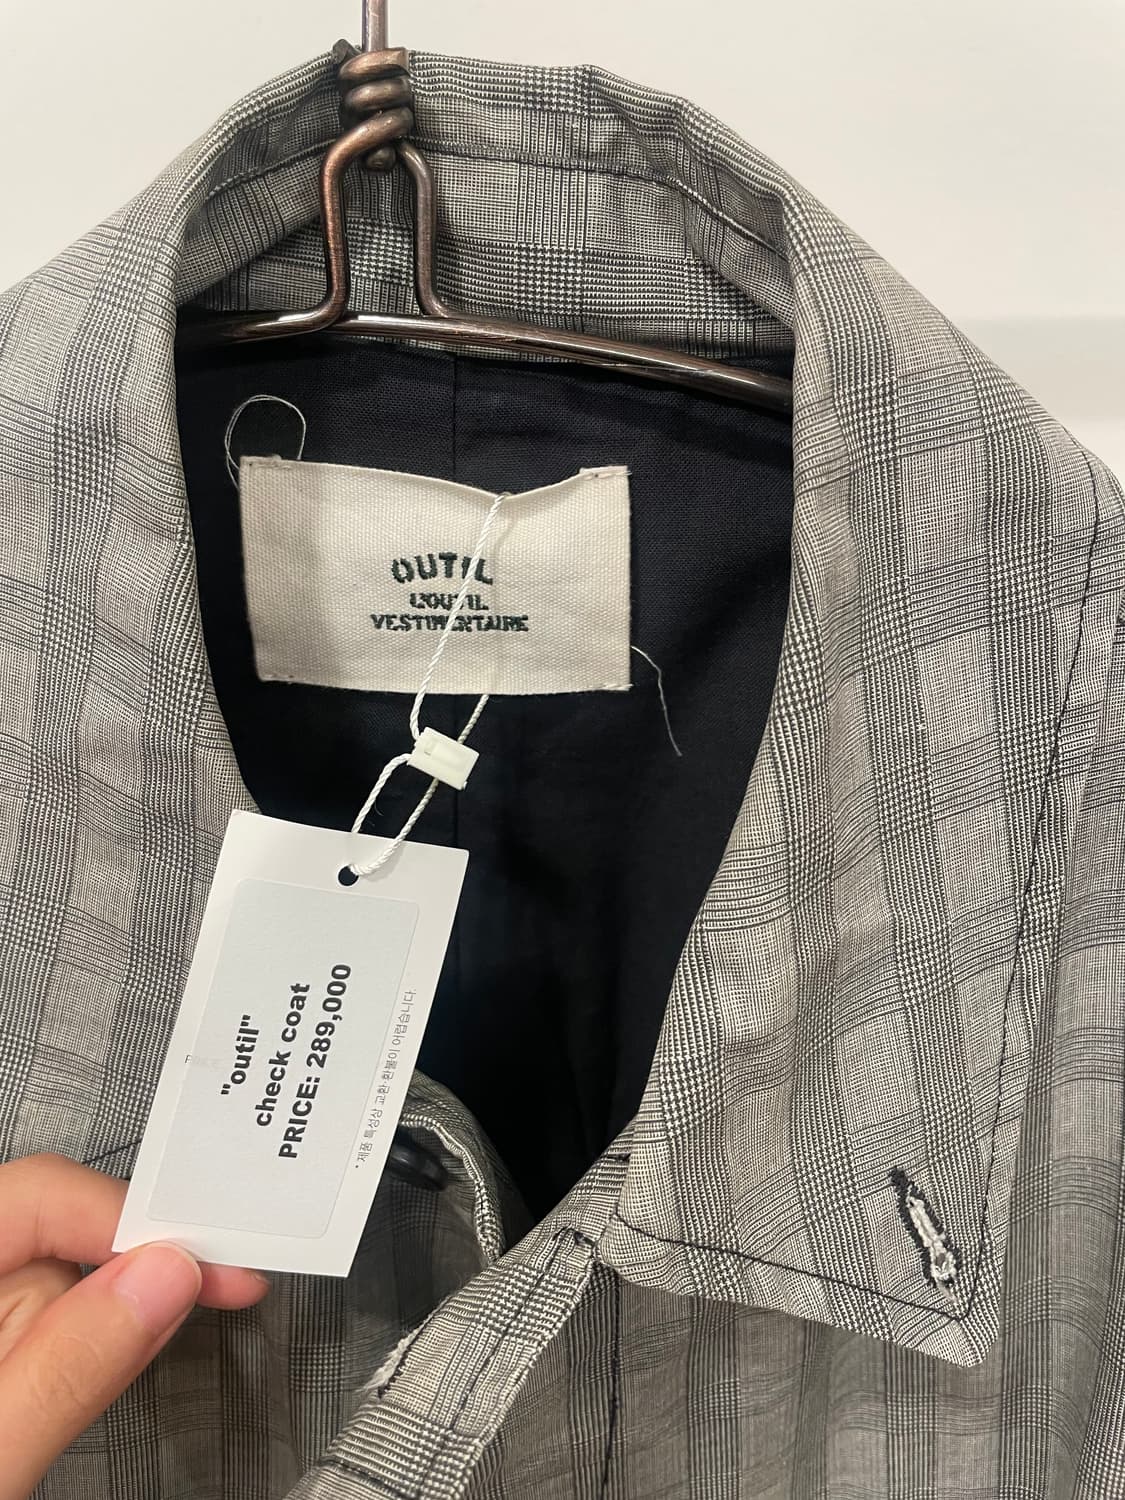 OUTIL
L'OUTIL
VESTIMENTAIRE
"outil"
check coat
PRICE: 289,000
* 제품 특성상 교환·환불이 어렵습니다.